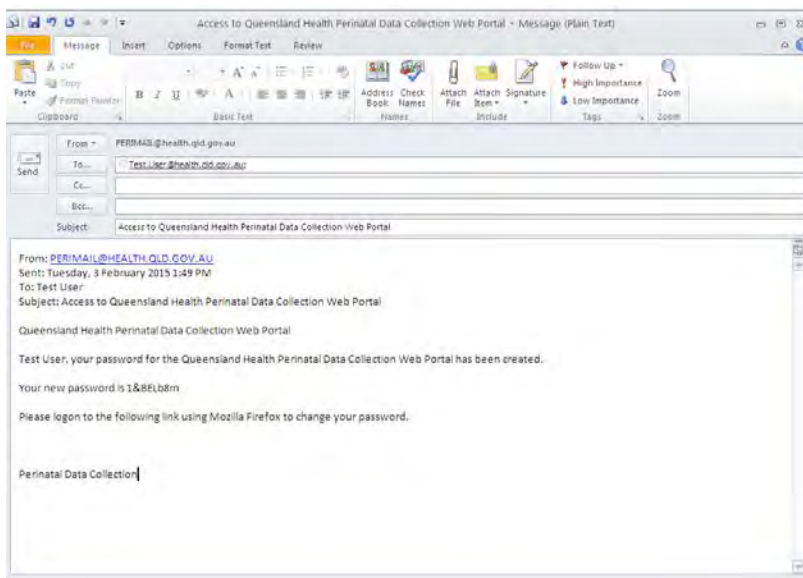 Access to Queensland Health Perinatal Data Collection Web Portal - Message (Plain Text)
File Message Insert Options Format Text Review
Paste
Cut
Copy
Format Painter
Clipboard
B I U A
Basic Text
Address Book
Check Names
Names
Attach File
Attach Item
Signature
Include
Follow Up
High Importance
Low Importance
Tags
Zoom
Zoom
Send
From PERIMAIL@health.qld.gov.au
To... Test.User@health.qld.gov.au;
Cc...
Bcc...
Subject: Access to Queensland Health Perinatal Data Collection Web Portal
From: PERIMAIL@HEALTH.QLD.GOV.AU
Sent: Tuesday, 3 February 2015 1:49 PM
To: Test User
Subject: Access to Queensland Health Perinatal Data Collection Web Portal
Queensland Health Perinatal Data Collection Web Portal
Test User, your password for the Queensland Health Perinatal Data Collection Web Portal has been created.
Your new password is 1&BELb8m
Please logon to the following link using Mozilla Firefox to change your password.
Perinatal Data Collection